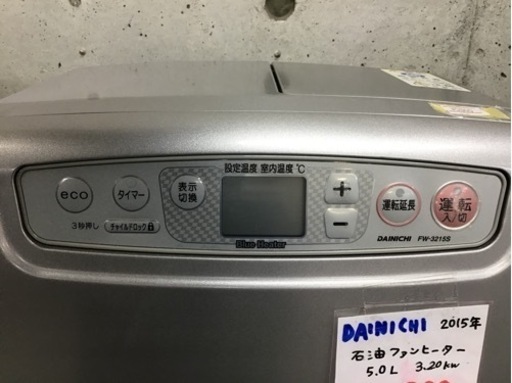 設定温度 室内温度 ℃
eco
タイマー
表示切換
+
-
運転延長
運転
入/切
3秒押し
チャイルドロック
Blue Heater
DAINICHI FW-3215S
DAINICHI 2015年
石油ファンヒーター
5.0L 3.20kw